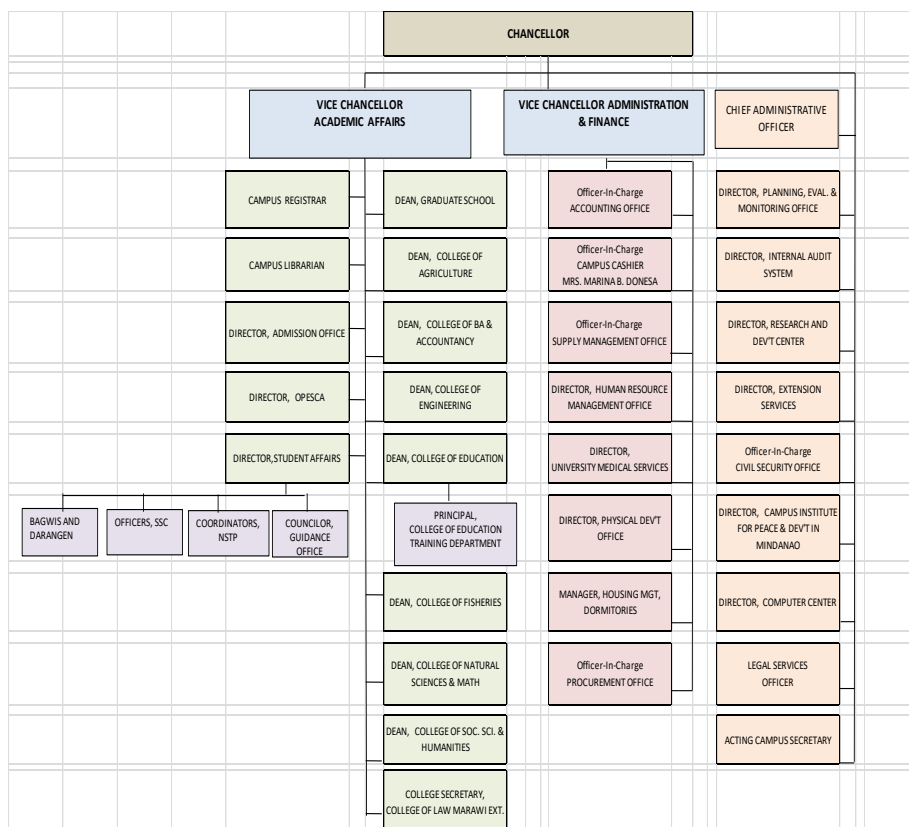 CHANCELLOR
VICE CHANCELLOR
ACADEMIC AFFAIRS
VICE CHANCELLOR ADMINISTRATION
& FINANCE
CHIEF ADMINISTRATIVE
OFFICER
CAMPUS REGISTRAR
DEAN, GRADUATE SCHOOL
Officer-In-Charge
ACCOUNTING OFFICE
DIRECTOR, PLANNING, EVAL. &
MONITORING OFFICE
CAMPUS LIBRARIAN
DEAN, COLLEGE OF
AGRICULTURE
Officer-In-Charge
CAMPUS CASHIER
MRS. MARINA B. DONESA
DIRECTOR, INTERNAL AUDIT
SYSTEM
DIRECTOR, ADMISSION OFFICE
DEAN, COLLEGE OF BA &
ACCOUNTANCY
Officer-In-Charge
SUPPLY MANAGEMENT OFFICE
DIRECTOR, RESEARCH AND
DEV'T CENTER
DIRECTOR, OPESCA
DEAN, COLLEGE OF
ENGINEERING
DIRECTOR, HUMAN RESOURCE
MANAGEMENT OFFICE
DIRECTOR, EXTENSION
SERVICES
DIRECTOR,STUDENT AFFAIRS
DEAN, COLLEGE OF EDUCATION
DIRECTOR,
UNIVERSITY MEDICAL SERVICES
Officer-In-Charge
CIVIL SECURITY OFFICE
BAGWIS AND
DARANGEN
OFFICERS, SSC
COORDINATORS,
NSTP
COUNCILOR,
GUIDANCE
OFFICE
PRINCIPAL,
COLLEGE OF EDUCATION
TRAINING DEPARTMENT
DIRECTOR, PHYSICAL DEV'T
OFFICE
DIRECTOR, CAMPUS INSTITUTE
FOR PEACE & DEV'T IN
MINDANAO
DEAN, COLLEGE OF FISHERIES
MANAGER, HOUSING MGT,
DORMITORIES
DIRECTOR, COMPUTER CENTER
DEAN, COLLEGE OF NATURAL
SCIENCES & MATH
Officer-In-Charge
PROCUREMENT OFFICE
LEGAL SERVICES
OFFICER
DEAN, COLLEGE OF SOC. SCI. &
HUMANITIES
ACTING CAMPUS SECRETARY
COLLEGE SECRETARY,
COLLEGE OF LAW MARAWI EXT.